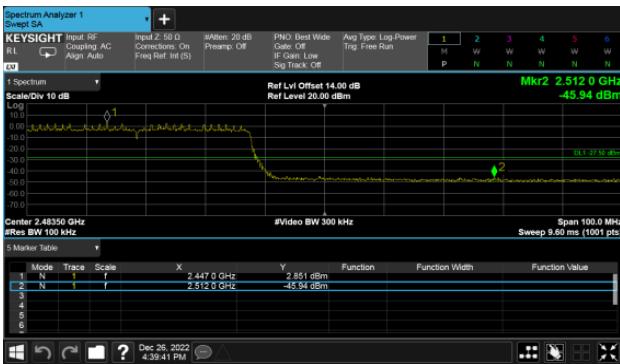 Spectrum Analyzer 1
Swept SA
+
KEYSIGHT Input: RF Input Z: 50 Ω #Atten: 20 dB PNO: Best Wide Avg Type: Log-Power 1 2 3 4 5 6
RL Coupling: AC Corrections: On Preamp: Off Gate: Off Trig: Free Run M W W W W W
Align: Auto Freq Ref: Int (S) IF Gain: Low
LXI Sig Track: Off P N N N N N
1 Spectrum Ref Lvl Offset 14.00 dB Mkr2 2.512 0 GHz
Scale/Div 10 dB Ref Level 20.00 dBm -45.94 dBm
Log
10.0 1
0.00
-10.0
-20.0 DL1 -27.50 dBm
-30.0
-40.0 2
-50.0
-60.0
-70.0
Center 2.48350 GHz #Video BW 300 kHz Span 100.0 MHz
#Res BW 100 kHz Sweep 9.60 ms (1001 pts)
5 Marker Table
Mode Trace Scale X Y Function Function Width Function Value
1 N 1 f 2.447 0 GHz 2.851 dBm
2 N 1 f 2.512 0 GHz -45.94 dBm
3
4
5
6
? Dec 26, 2022
4:39:41 PM